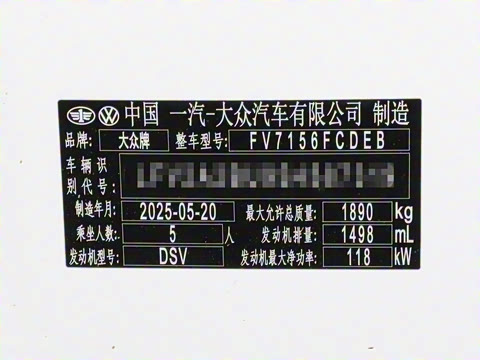 中国 一汽-大众汽车有限公司 制造
品牌: 大众牌 整车型号: FV7156FCDEB
车辆识
别代号:
制造年月: 2025-05-20 最大允许总质量: 1890 kg
乘坐人数: 5 人 发动机排量: 1498 mL
发动机型号: DSV 发动机最大净功率: 118 kW